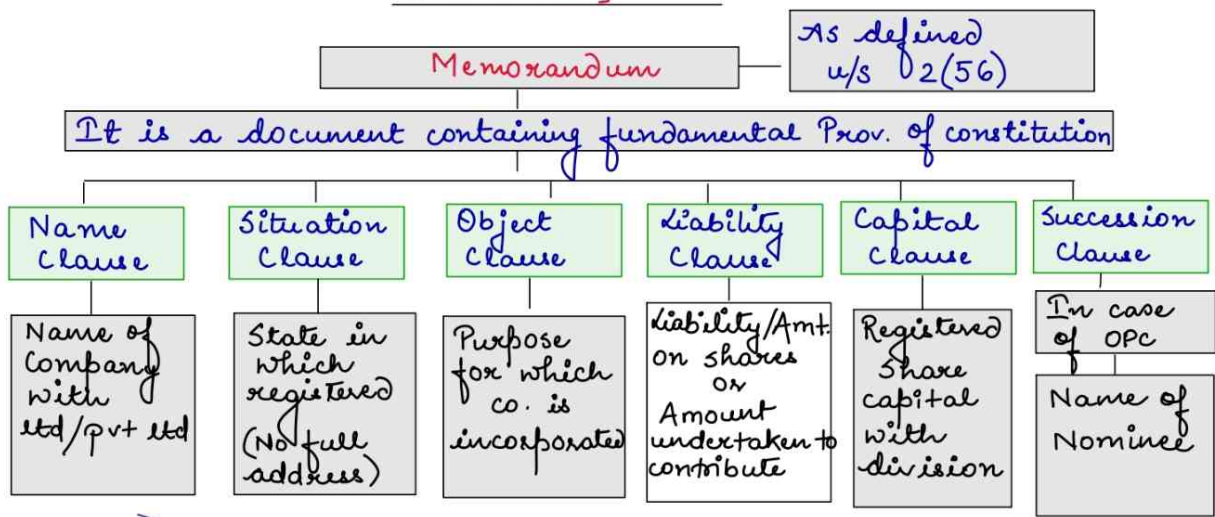 Memorandum
As defined
u/s 2(56)
It is a document containing fundamental Prov. of constitution
Name
Clause
Situation
Clause
Object
Clause
Liability
Clause
Capital
Clause
Succession
Clause
Name of
Company
with
ltd/pvt ltd
State in
which
registered
(No full
address)
Purpose
for which
co. is
incorporated
Liability/Amt.
on shares
or
Amount
undertaken to
contribute
Registered
Share
capital
with
division
In case
of OPC
Name of
Nominee